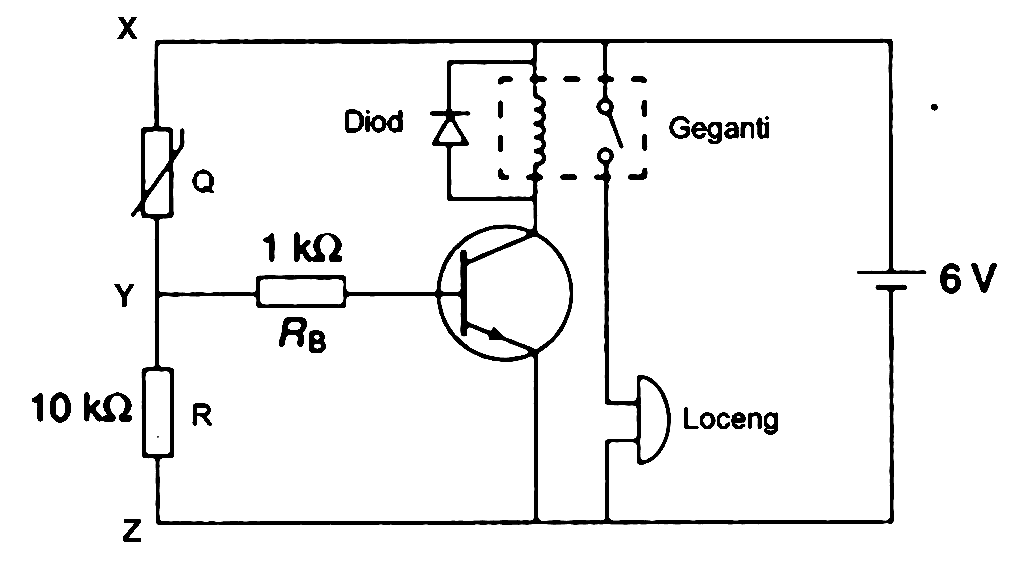 X
Diod
Geganti
Q
1 kΩ
Y
6 V
R_B
10 kΩ
R
Loceng
Z